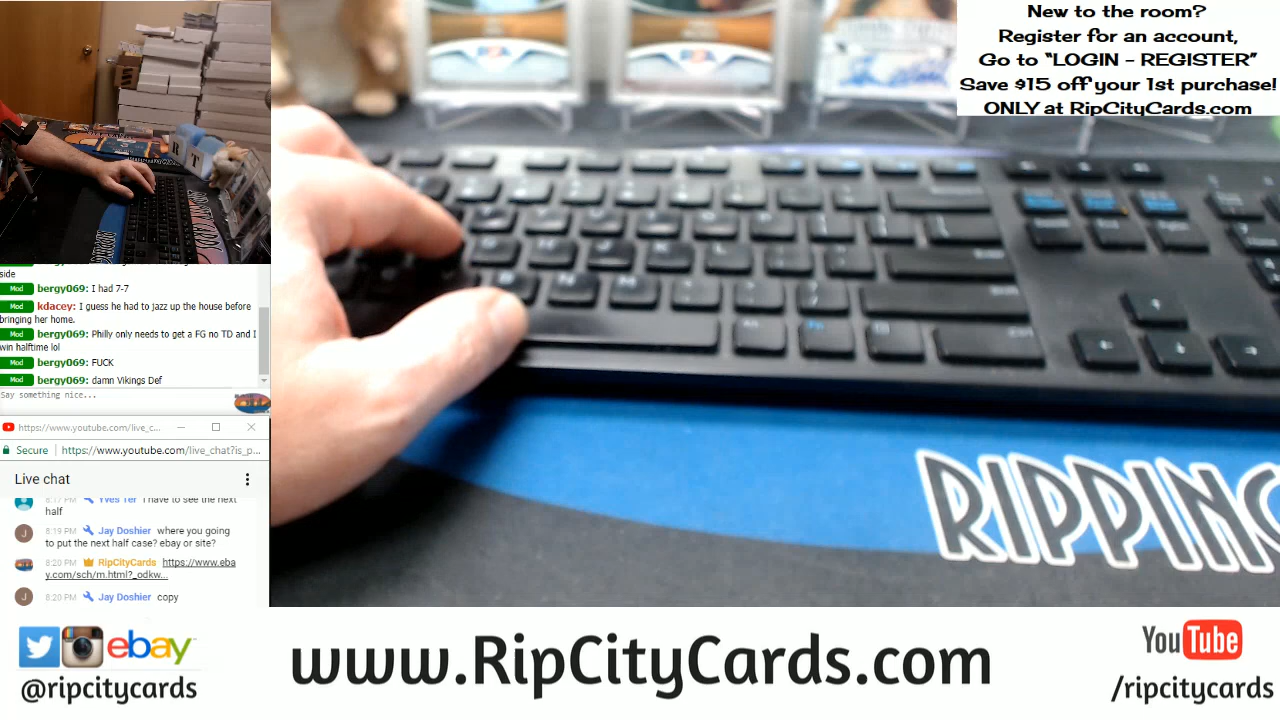 New to the room?
Register for an account,
Go to “LOGIN - REGISTER”
Save $15 off your 1st purchase!
ONLY at RipCityCards.com
side
Mod bergy069: I had 7-7
Mod kdacey: I guess he had to jazz up the house before
bringing her home.
Mod bergy069: Philly only needs to get a FG no TD and I
win halftime lol
Mod bergy069: FUCK
Mod bergy069: damn Vikings Def
Say something nice...
https://www.youtube.com/live_c...
Secure https://www.youtube.com/live_chat?is_p...
Live chat
8:17 PM Yves Ter I have to see the next
half
J 8:19 PM Jay Doshier where you going
to put the next half case? ebay or site?
8:20 PM RipCityCards https://www.eba
y.com/sch/m.html?_odkw...
J 8:20 PM Jay Doshier copy
RIPPING
ebay
@ripcitycards
www.RipCityCards.com
YouTube
/ripcitycards